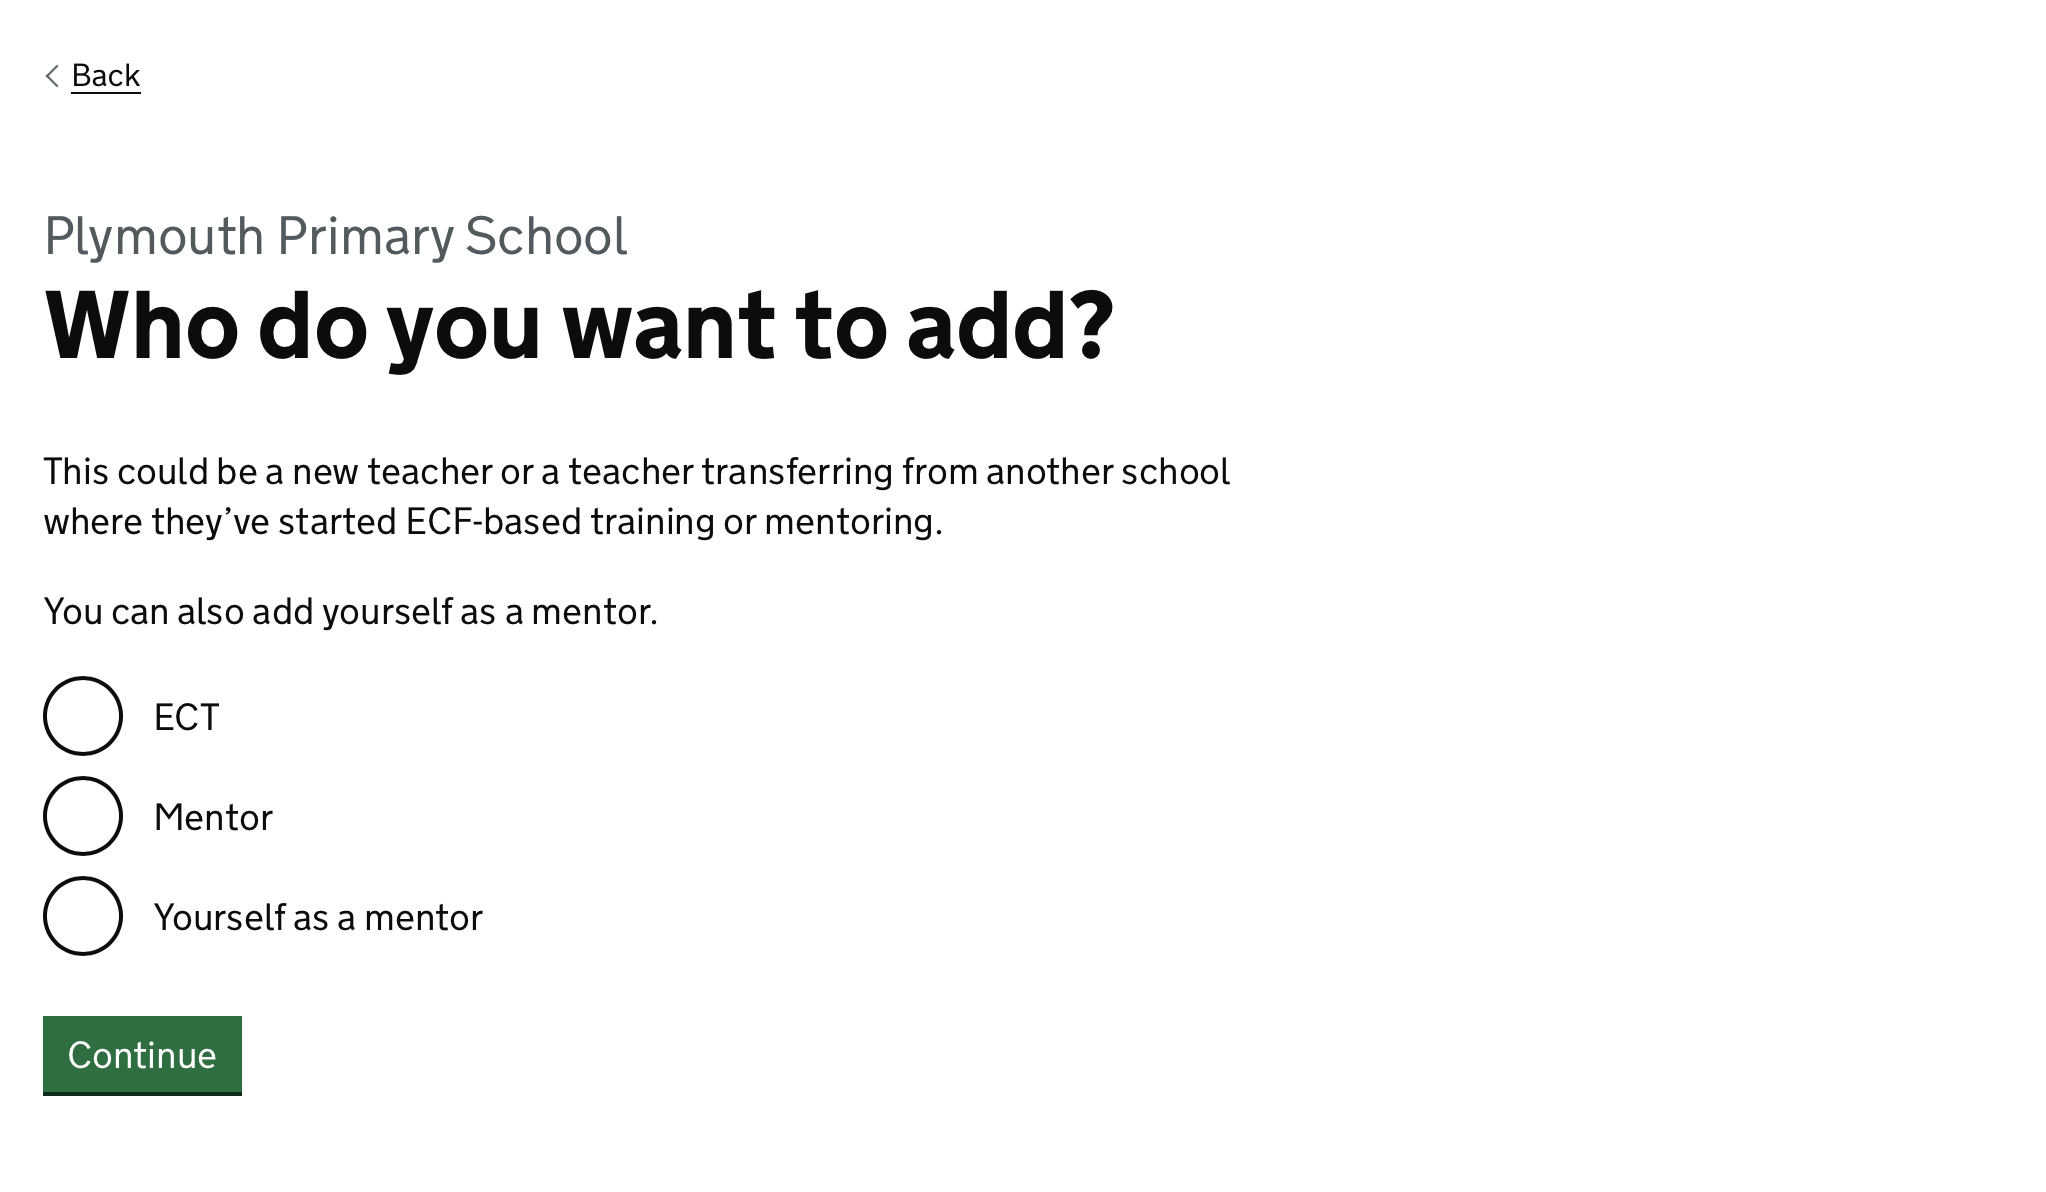 Back
Plymouth Primary School
Who do you want to add?
This could be a new teacher or a teacher transferring from another school
where they’ve started ECF-based training or mentoring.
You can also add yourself as a mentor.
ECT
Mentor
Yourself as a mentor
Continue